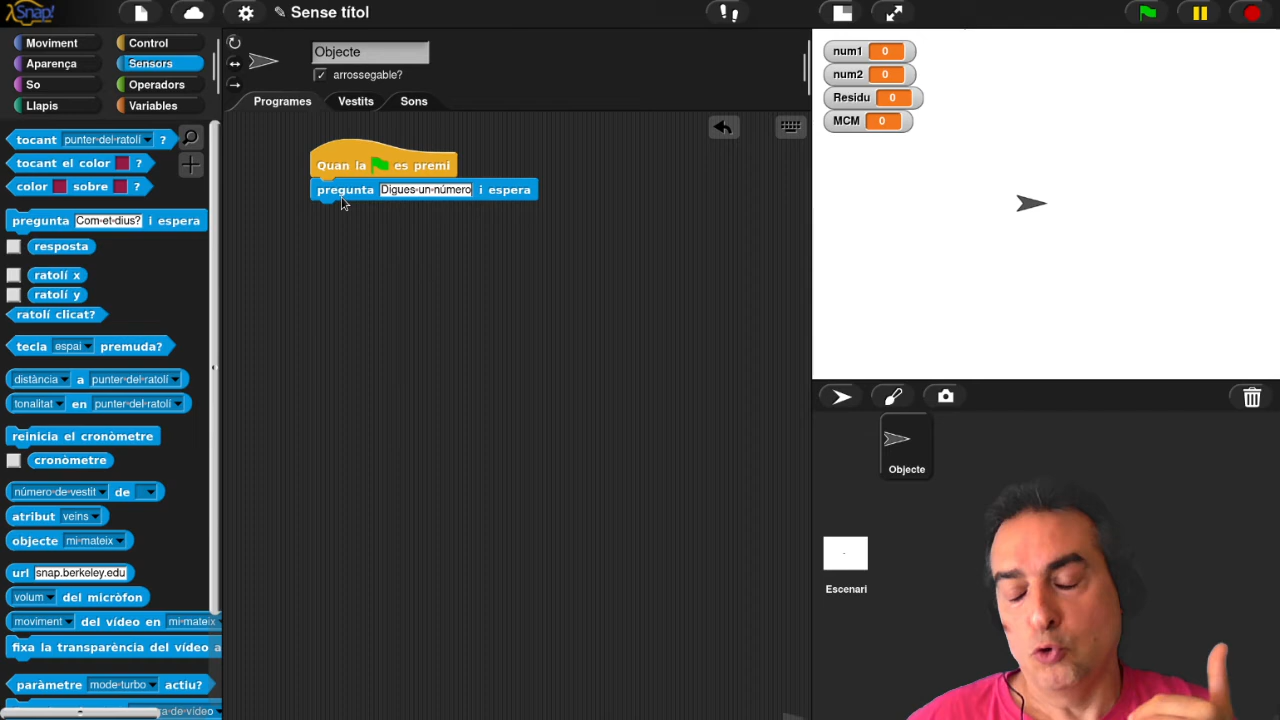 Snap!
Sense títol
Moviment
Control
Aparença
Sensors
So
Operadors
Llapis
Variables
tocant punter·del·ratolí ?
tocant el color ?
color sobre ?
pregunta Com·et·dius? i espera
resposta
ratolí x
ratolí y
ratolí clicat?
tecla espai premuda?
distància a punter·del·ratolí
tonalitat en punter·del·ratolí
reinicia el cronòmetre
cronòmetre
número·de·vestit de
atribut veïns
objecte mi·mateix
url snap.berkeley.edu
volum del micròfon
moviment del vídeo en mi·mateix
fixa la transparència del vídeo a
paràmetre mode·turbo actiu?
Objecte
arrossegable?
Programes
Vestits
Sons
Quan la es premi
pregunta Digues·un·número i espera
num1 0
num2 0
Residu 0
MCM 0
Objecte
Escenari